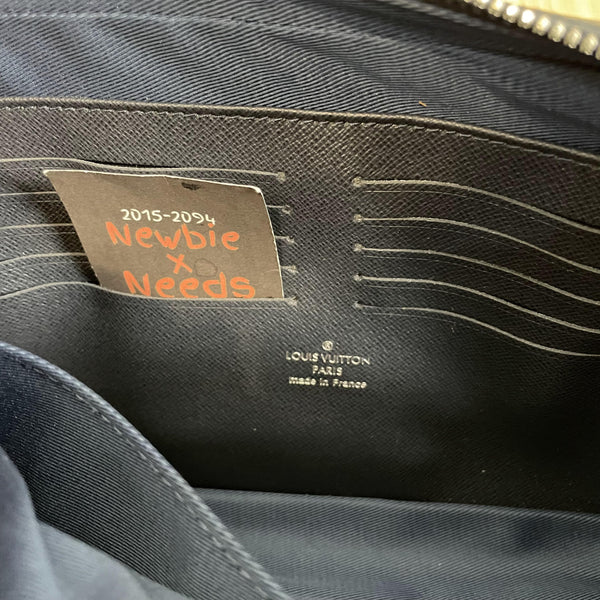 2015-2094
Newbie
x
Needs
LOUIS VUITTON
PARIS
made in France